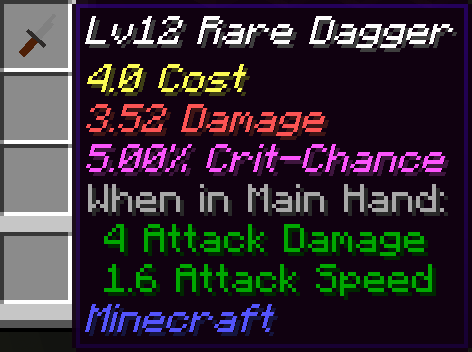 Lv12 Rare Dagger
4.0 Cost
3.52 Damage
5.00% Crit-Chance
When in Main Hand:
4 Attack Damage
1.6 Attack Speed
Minecraft